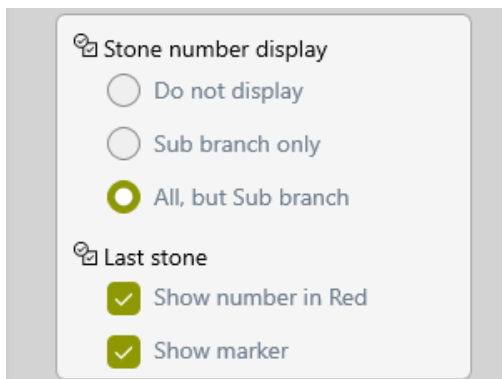 Stone number display
Do not display
Sub branch only
All, but Sub branch
Last stone
Show number in Red
Show marker